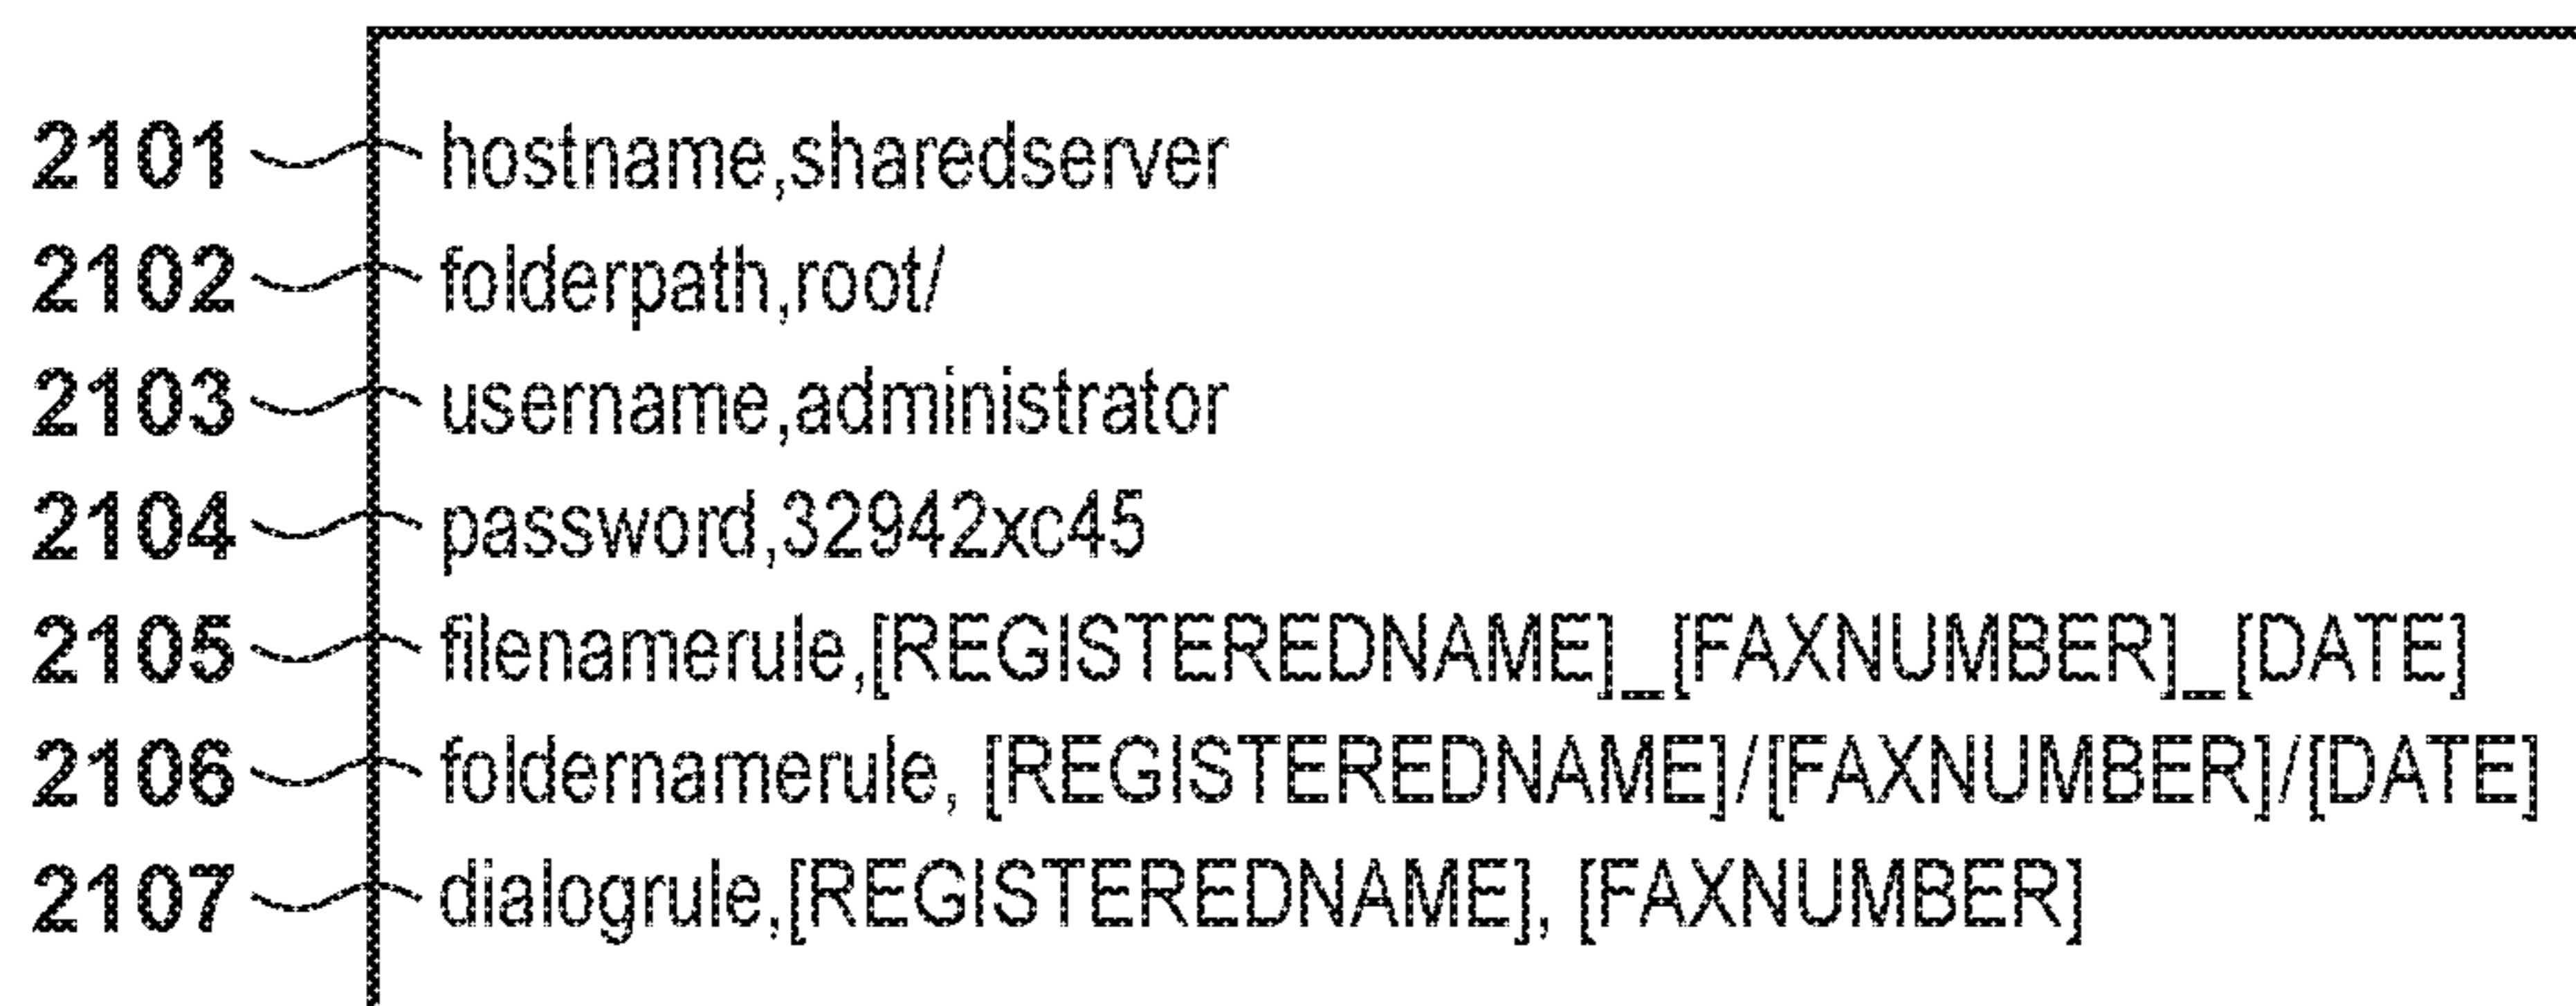 2101 hostname,sharedserver
2102 folderpath,root/
2103 username,administrator
2104 password,32942xc45
2105 filenamerule,[REGISTEREDNAME]_[FAXNUMBER]_[DATE]
2106 foldernamerule, [REGISTEREDNAME]/[FAXNUMBER]/[DATE]
2107 dialogrule,[REGISTEREDNAME], [FAXNUMBER]